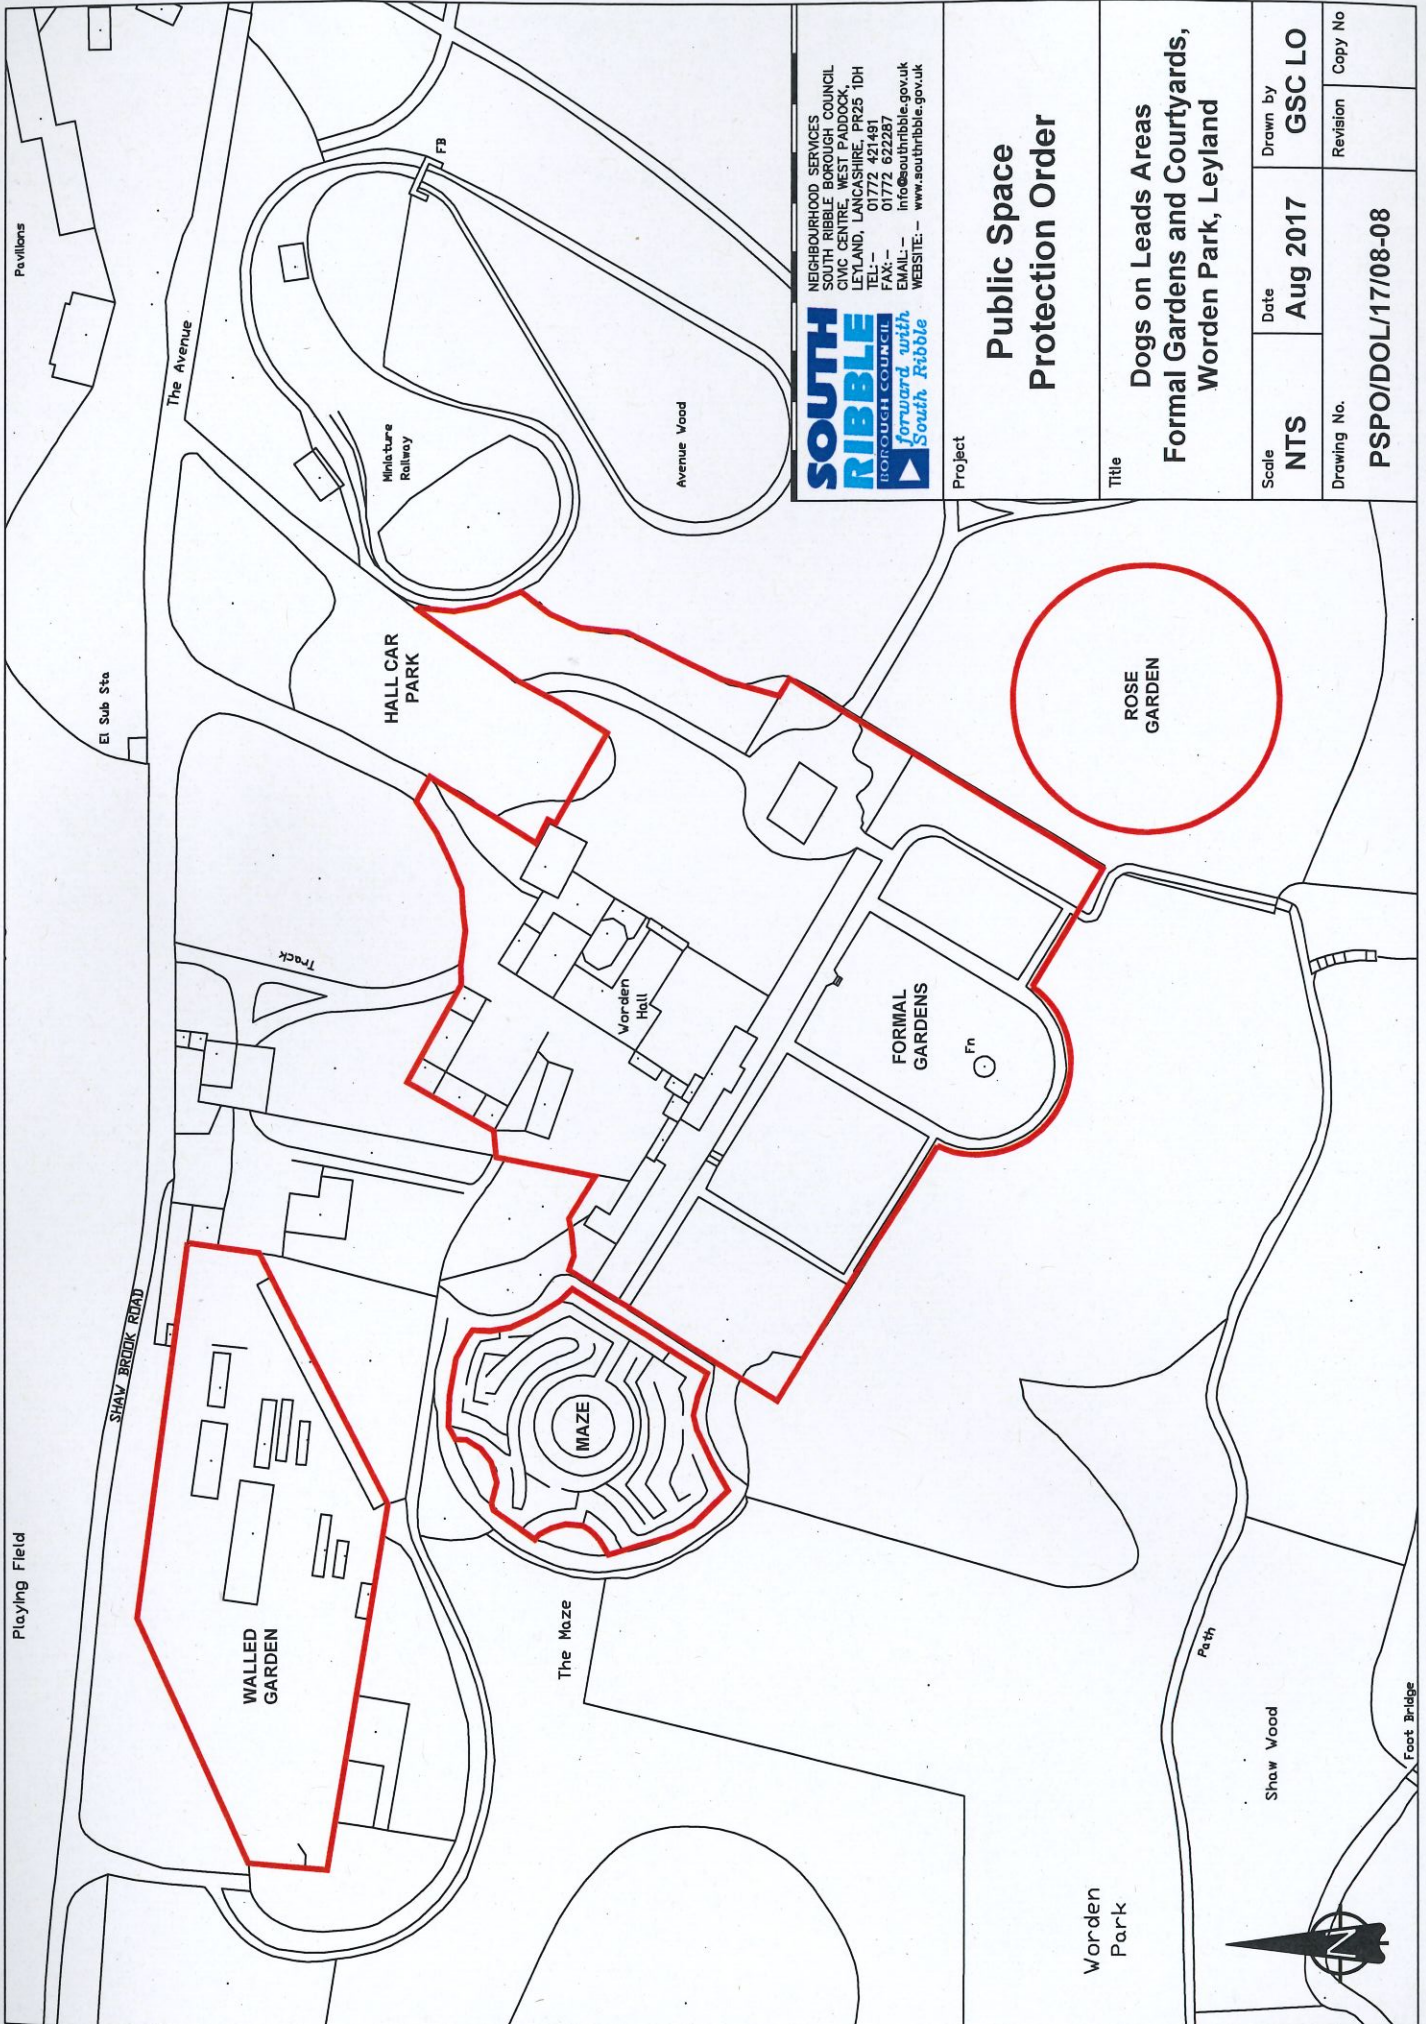 Playing Field
SHAW BROOK ROAD
El Sub Sta
Pavilions
The Avenue
WALLED
GARDEN
Track
HALL CAR
PARK
Miniature
Railway
FB
The Maze
MAZE
Worden
Hall
Avenue Wood
FORMAL
GARDENS
Fn
ROSE
GARDEN
Worden
Park
Path
Shaw Wood
Foot Bridge
N
SOUTH
RIBBLE
BOROUGH COUNCIL
forward with
South Ribble
NEIGHBOURHOOD SERVICES
SOUTH RIBBLE BOROUGH COUNCIL
CIVIC CENTRE, WEST PADDOCK,
LEYLAND, LANCASHIRE, PR25 1DH
TEL:- 01772 421491
FAX:- 01772 622287
EMAIL:- info@southribble.gov.uk
WEBSITE:- www.southribble.gov.uk
Project
Public Space
Protection Order
Title
Dogs on Leads Areas
Formal Gardens and Courtyards,
Worden Park, Leyland
Scale
NTS
Date
Aug 2017
Drawn by
GSC LO
Drawing No.
PSPO/DOL/17/08-08
Revision
Copy No